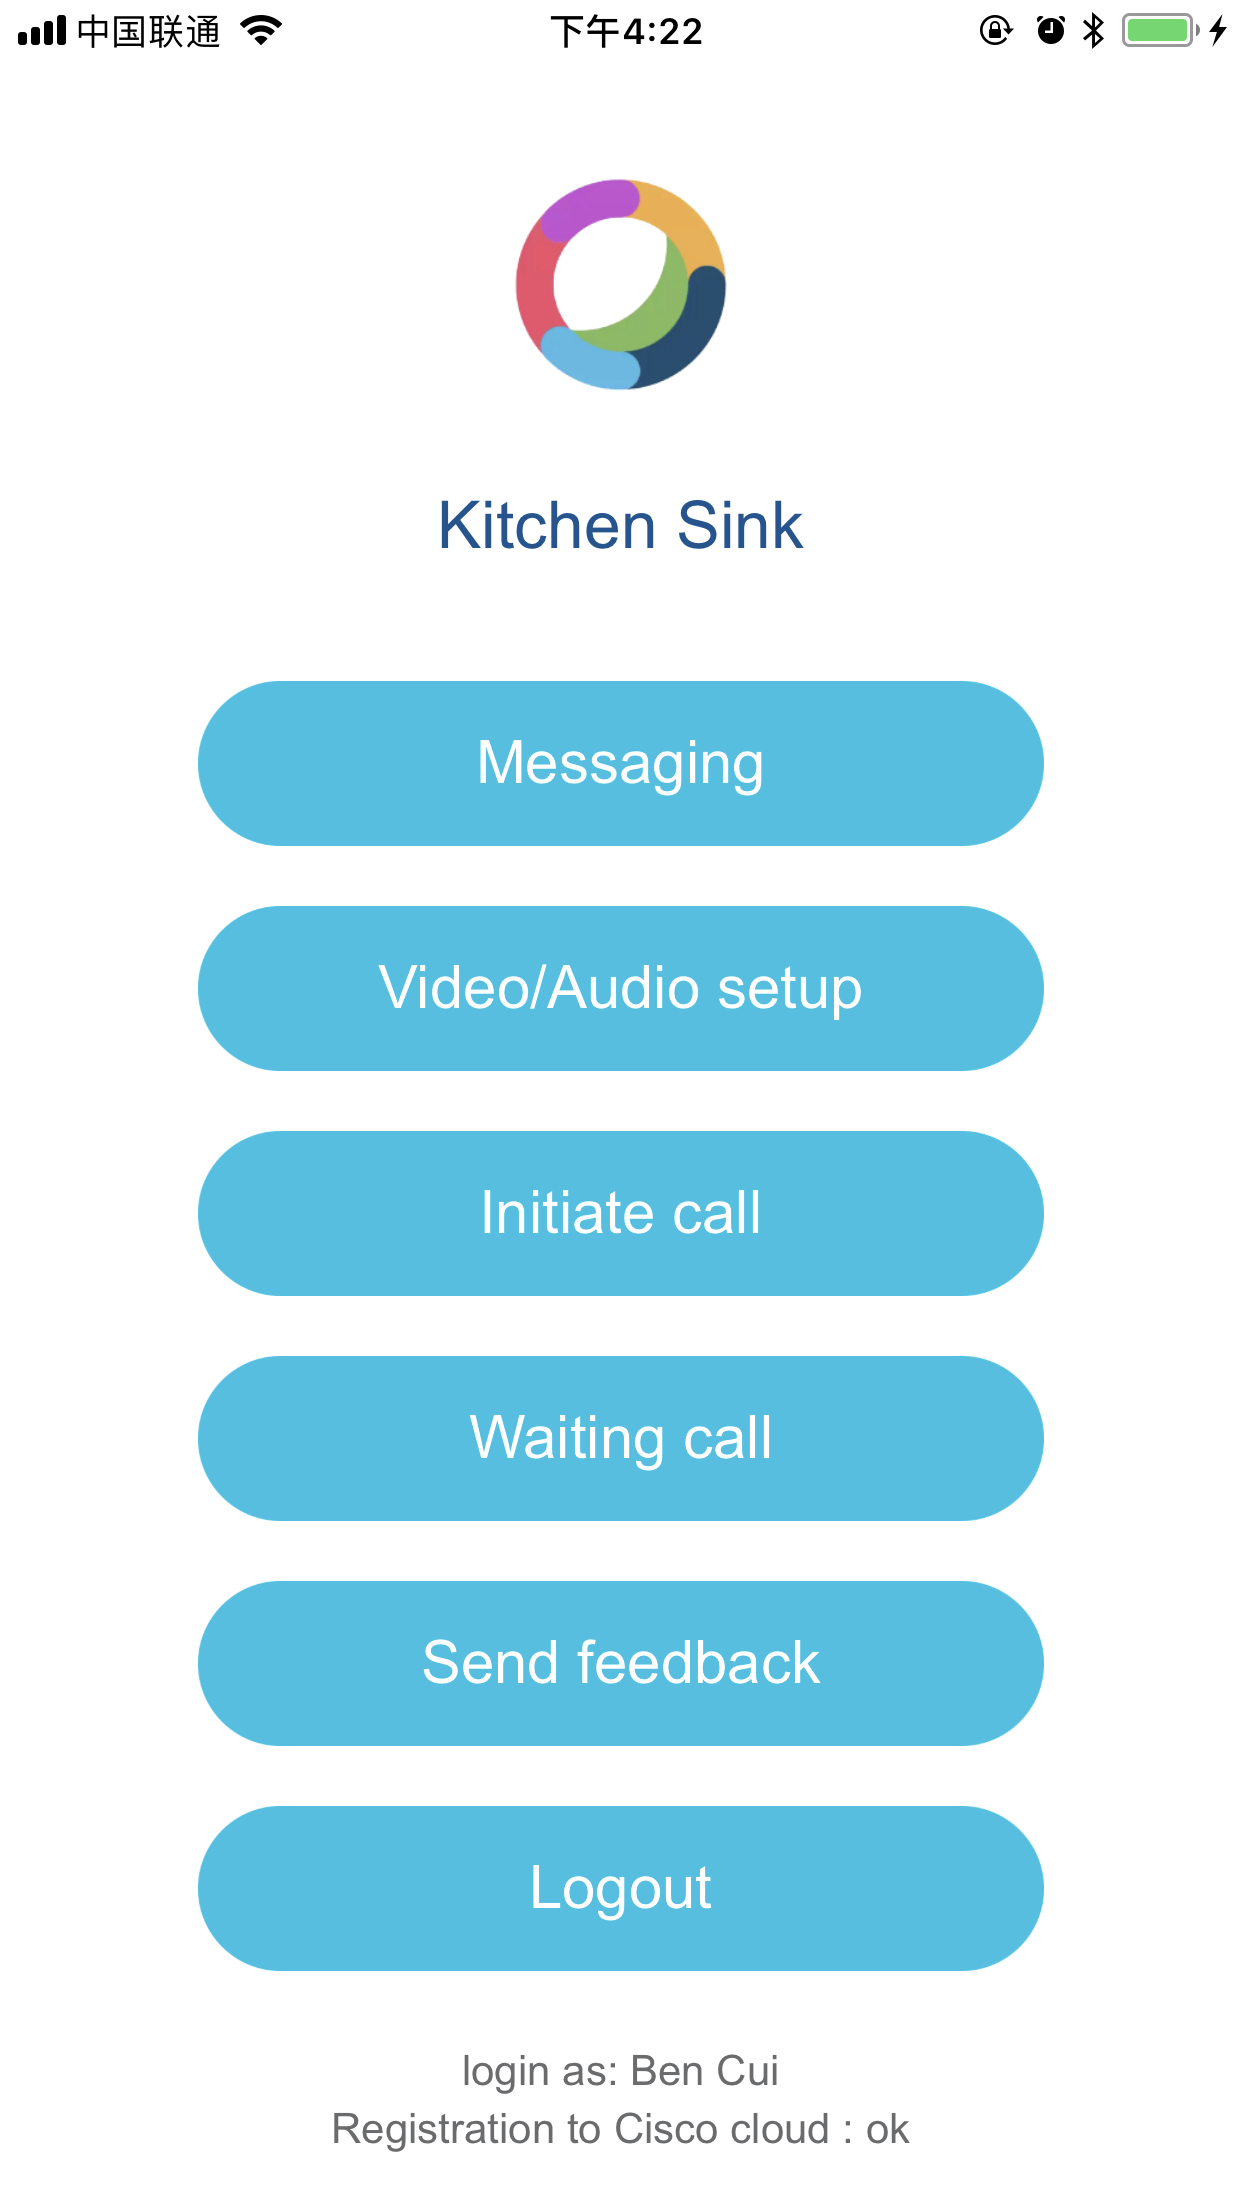 中国联通 下午4:22
Kitchen Sink
Messaging
Video/Audio setup
Initiate call
Waiting call
Send feedback
Logout
login as: Ben Cui
Registration to Cisco cloud : ok